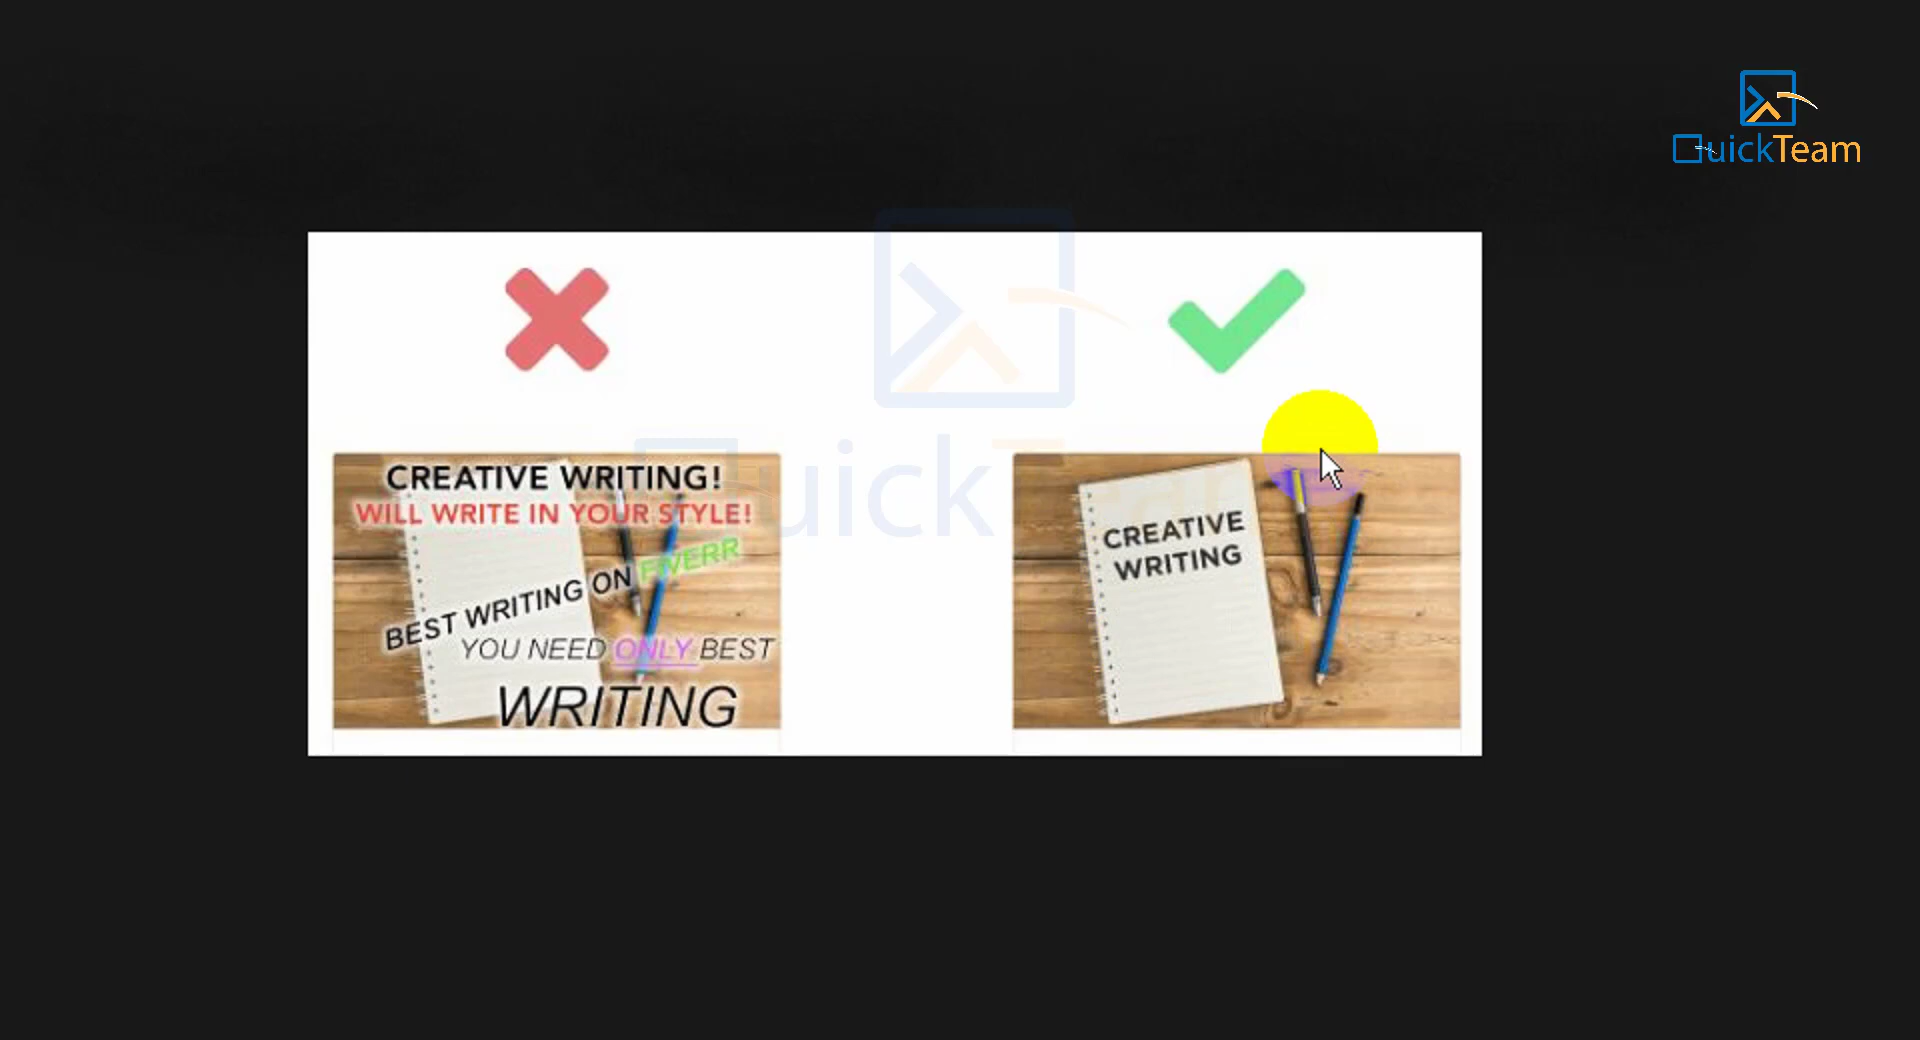 QuickTeam
QuickTeam
CREATIVE WRITING!
WILL WRITE IN YOUR STYLE!
BEST WRITING ON FIVERR
YOU NEED ONLY BEST
WRITING
CREATIVE
WRITING